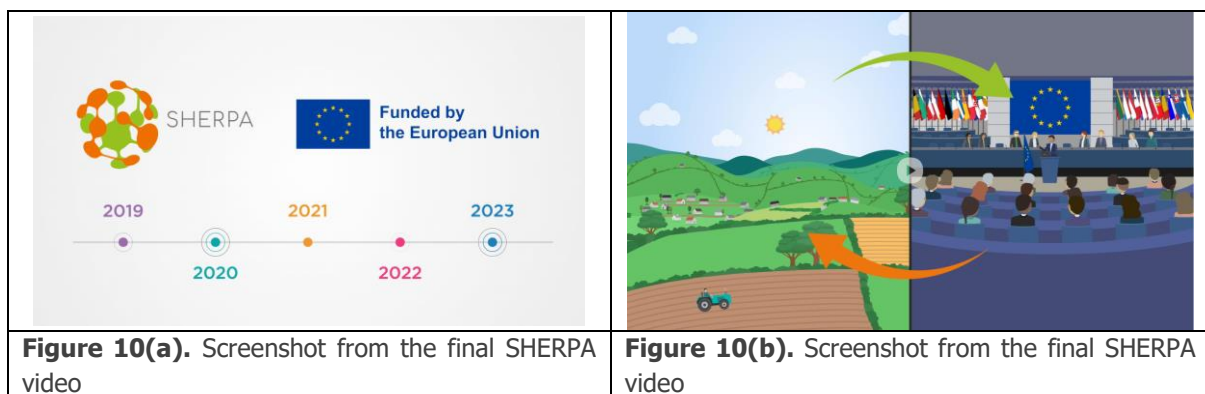 SHERPA
Funded by
the European Union
2019
2021
2023
2020
2022
Figure 10(a). Screenshot from the final SHERPA
video
Figure 10(b). Screenshot from the final SHERPA
video